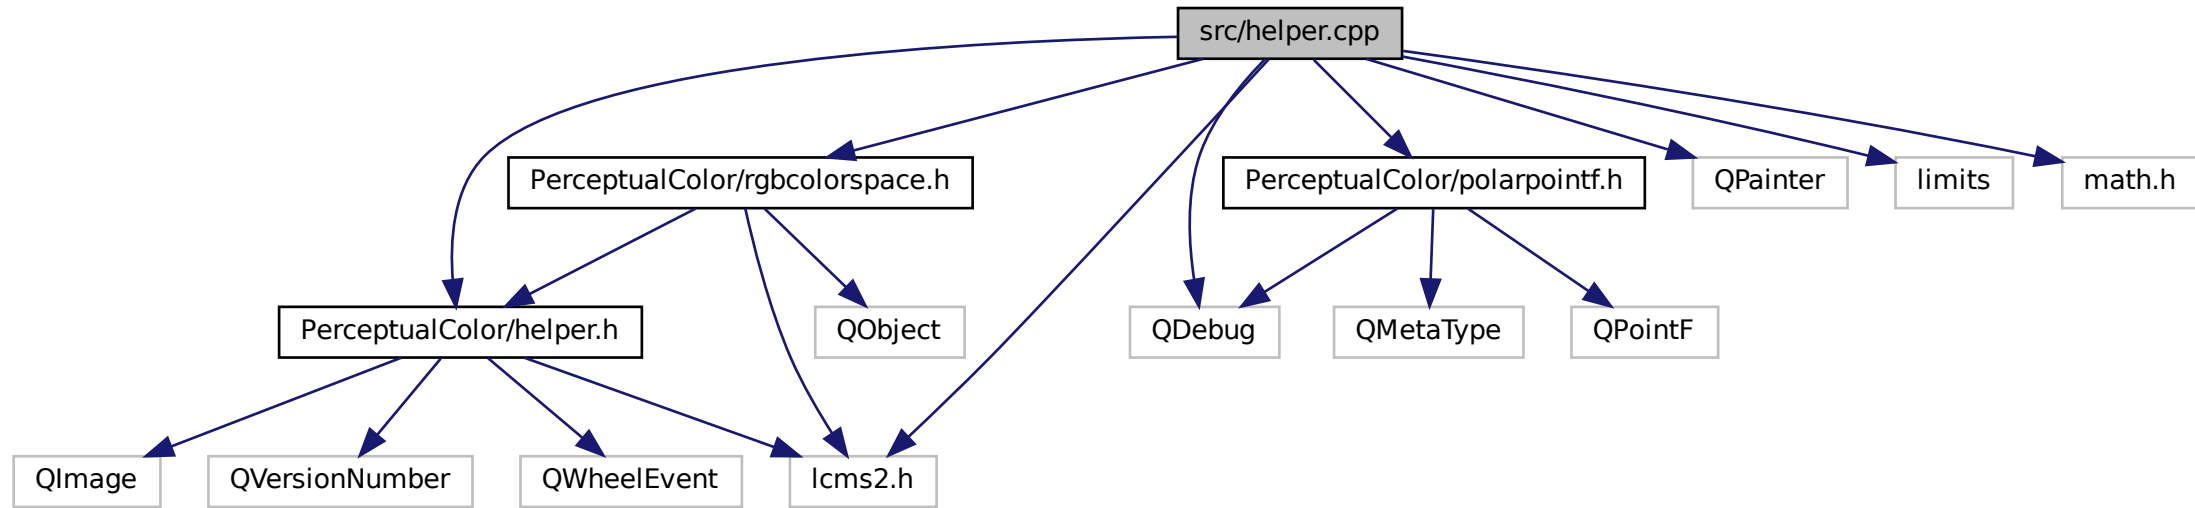 src/helper.cpp
PerceptualColor/rgbcolorspace.h
PerceptualColor/polarpointf.h
QPainter
limits
math.h
PerceptualColor/helper.h
QObject
QDebug
QMetaType
QPointF
QImage
QVersionNumber
QWheelEvent
lcms2.h